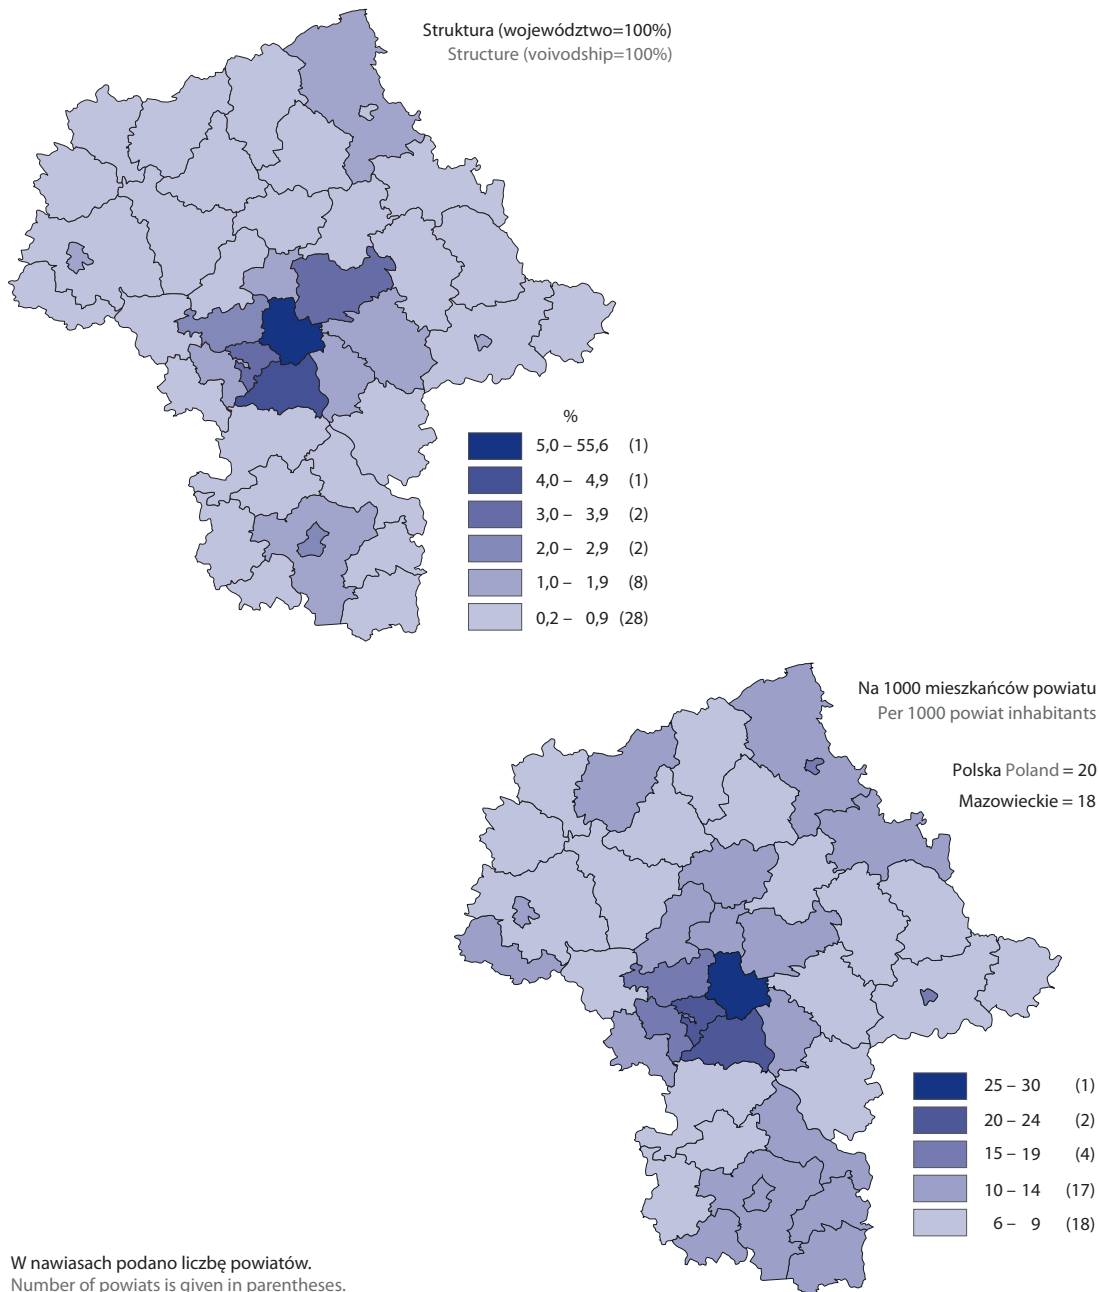 Struktura (województwo=100%)
Structure (voivodship=100%)
%
5,0 – 55,6 (1)
4,0 – 4,9 (1)
3,0 – 3,9 (2)
2,0 – 2,9 (2)
1,0 – 1,9 (8)
0,2 – 0,9 (28)
Na 1000 mieszkańców powiatu
Per 1000 powiat inhabitants
Polska Poland = 20
Mazowieckie = 18
25 – 30 (1)
20 – 24 (2)
15 – 19 (4)
10 – 14 (17)
6 – 9 (18)
W nawiasach podano liczbę powiatów.
Number of powiats is given in parentheses.